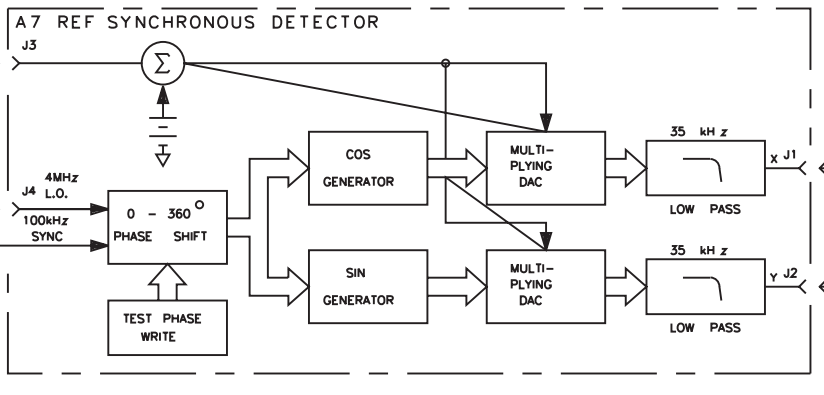 A7 REF SYNCHRONOUS DETECTOR
J3
Σ
COS
GENERATOR
MULTI-
PLYING
DAC
35 kHz
LOW PASS
X J1
4MHz
J4 L.O.
100kHz
SYNC
0 - 360°
PHASE SHIFT
SIN
GENERATOR
MULTI-
PLYING
DAC
35 kHz
LOW PASS
Y J2
TEST PHASE
WRITE